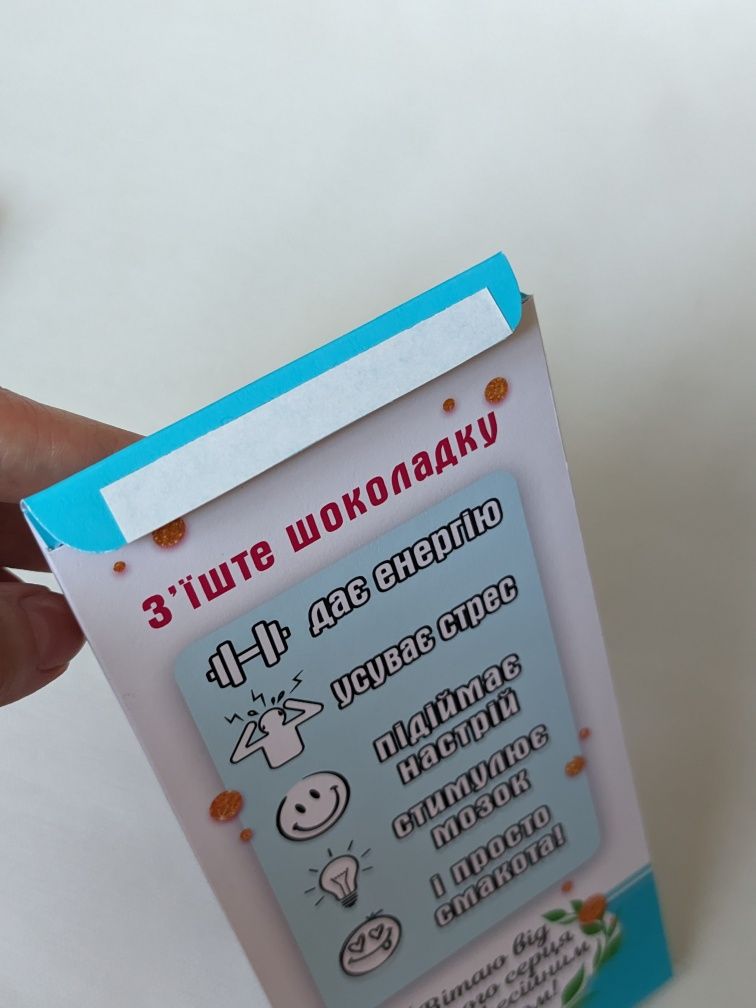 З'їште шоколадку
дає енергію
усуває стрес
підіймає
настрій
стимулює
мозок
і просто
смакота!
Вітаю від
серця